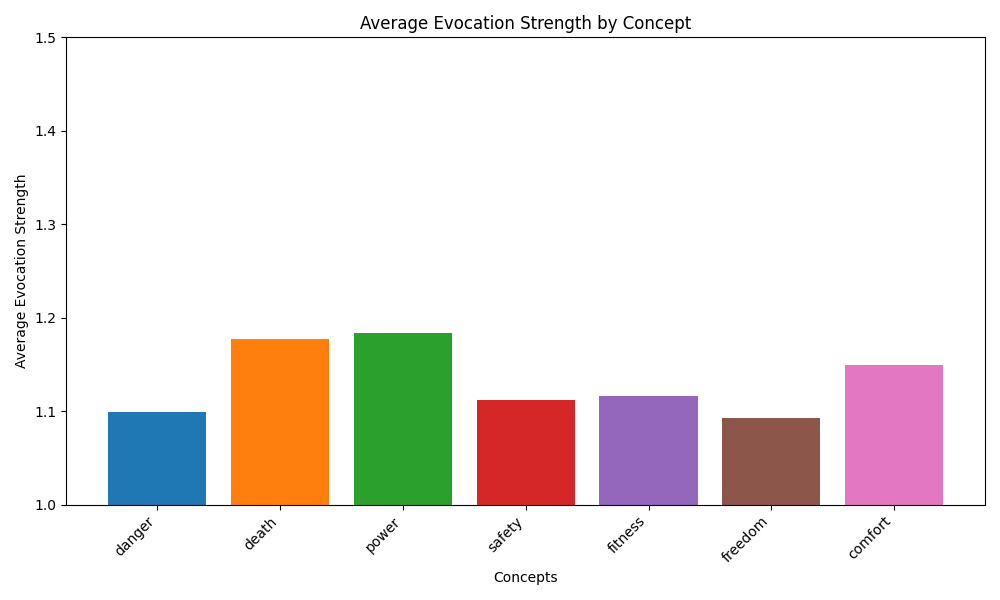 Average Evocation Strength by Concept
Average Evocation Strength
1.5
1.4
1.3
1.2
1.1
1.0
danger
death
power
safety
fitness
freedom
comfort
Concepts